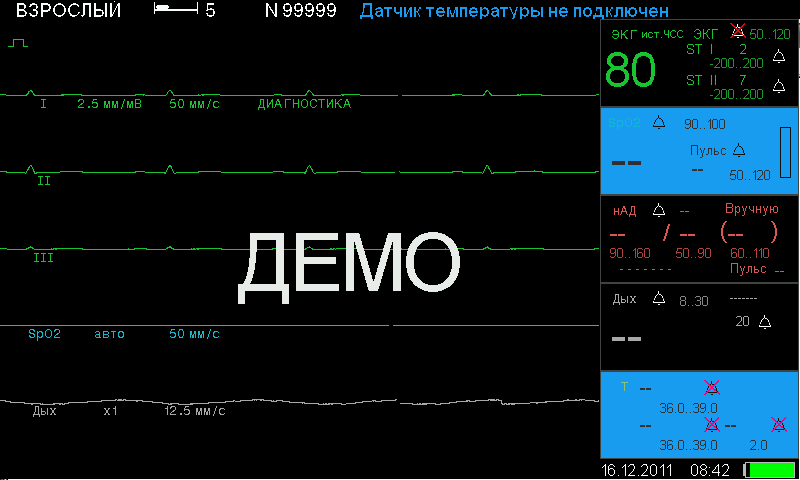 ВЗРОСЛЫЙ 5 N 99999 Датчик температуры не подключен
I 2.5 мм/мВ 50 мм/с ДИАГНОСТИКА
II
III
ДЕМО
SpO2 авто 50 мм/с
Дых x1 12.5 мм/с
ЭКГ ист.ЧСС ЭКГ 50..120
80 ST I 2
-200..200
ST II 7
-200..200
SpO2 90..100
-- Пульс
-- 50..120
нАД -- Вручную
-- / -- (--)
90..160 50..90 60..110
------- Пульс --
Дых 8..30 ------
20
--
T --
36.0..39.0
-- --
36.0..39.0 2.0
16.12.2011 08:42